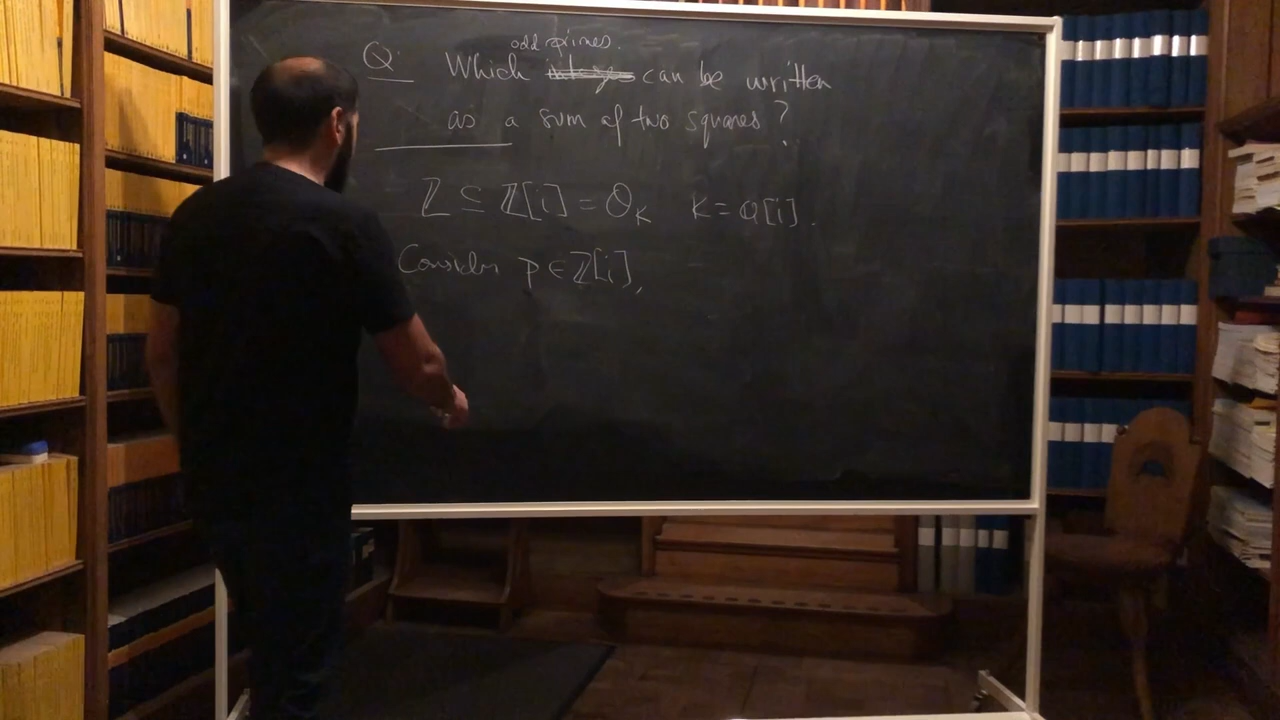 odd primes.
Q: Which integers can be written
as a sum of two squares?
ℤ ⊆ ℤ[i] = 𝒪_K K = ℚ[i].
Consider p ∈ ℤ[i],